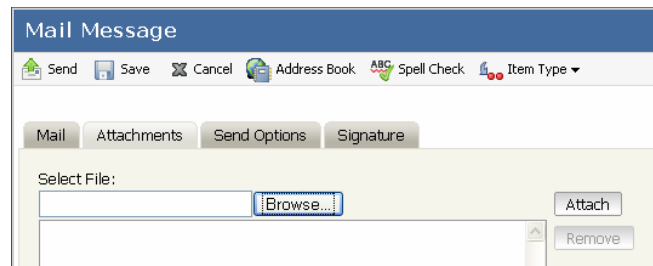 Mail Message
Send Save Cancel Address Book ABC Spell Check Item Type
Mail Attachments Send Options Signature
Select File:
Browse... Attach
Remove